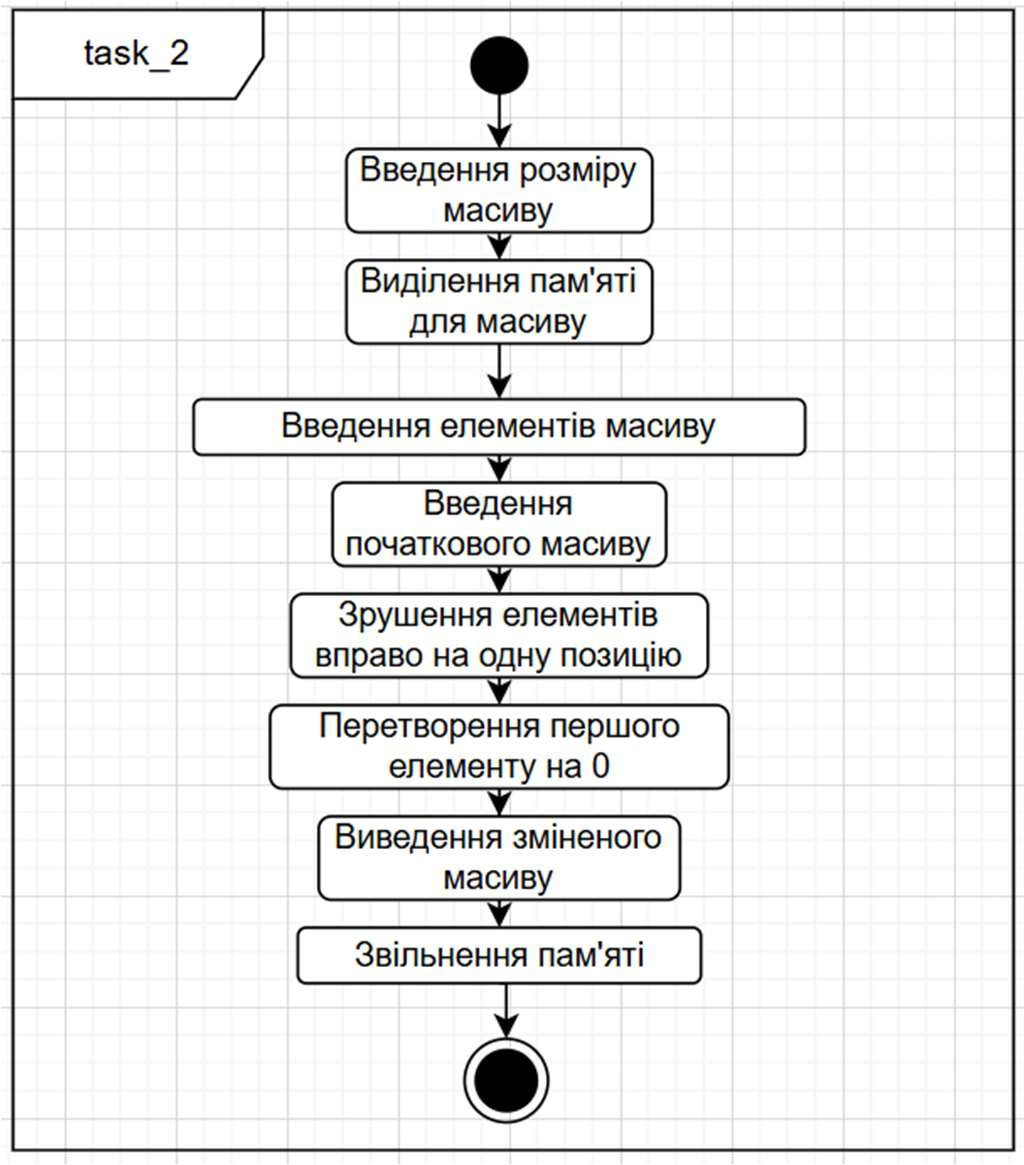 task_2
Введення розміру
масиву
Виділення пам'яті
для масиву
Введення елементів масиву
Введення
початкового масиву
Зрушення елементів
вправо на одну позицію
Перетворення першого
елементу на 0
Виведення зміненого
масиву
Звільнення пам'яті